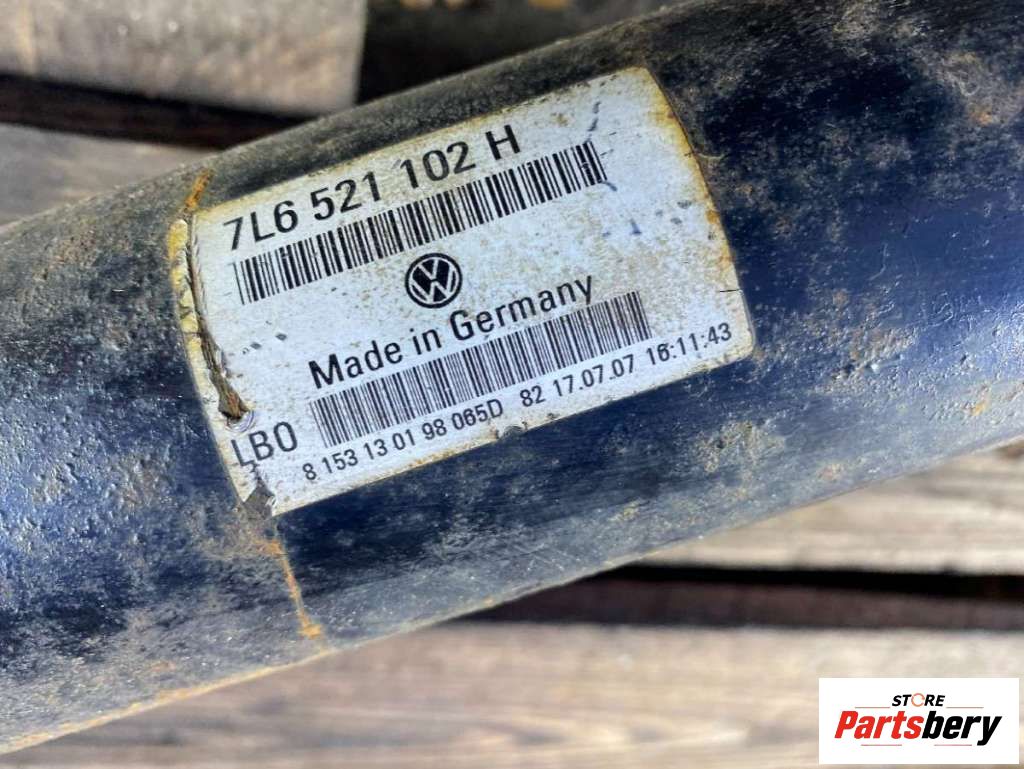 7L6 521 102 H
VW
Made in Germany
LBO
8 153 13 01 98 065D 82 17.07.07 16:11:43
STORE
Partsbery